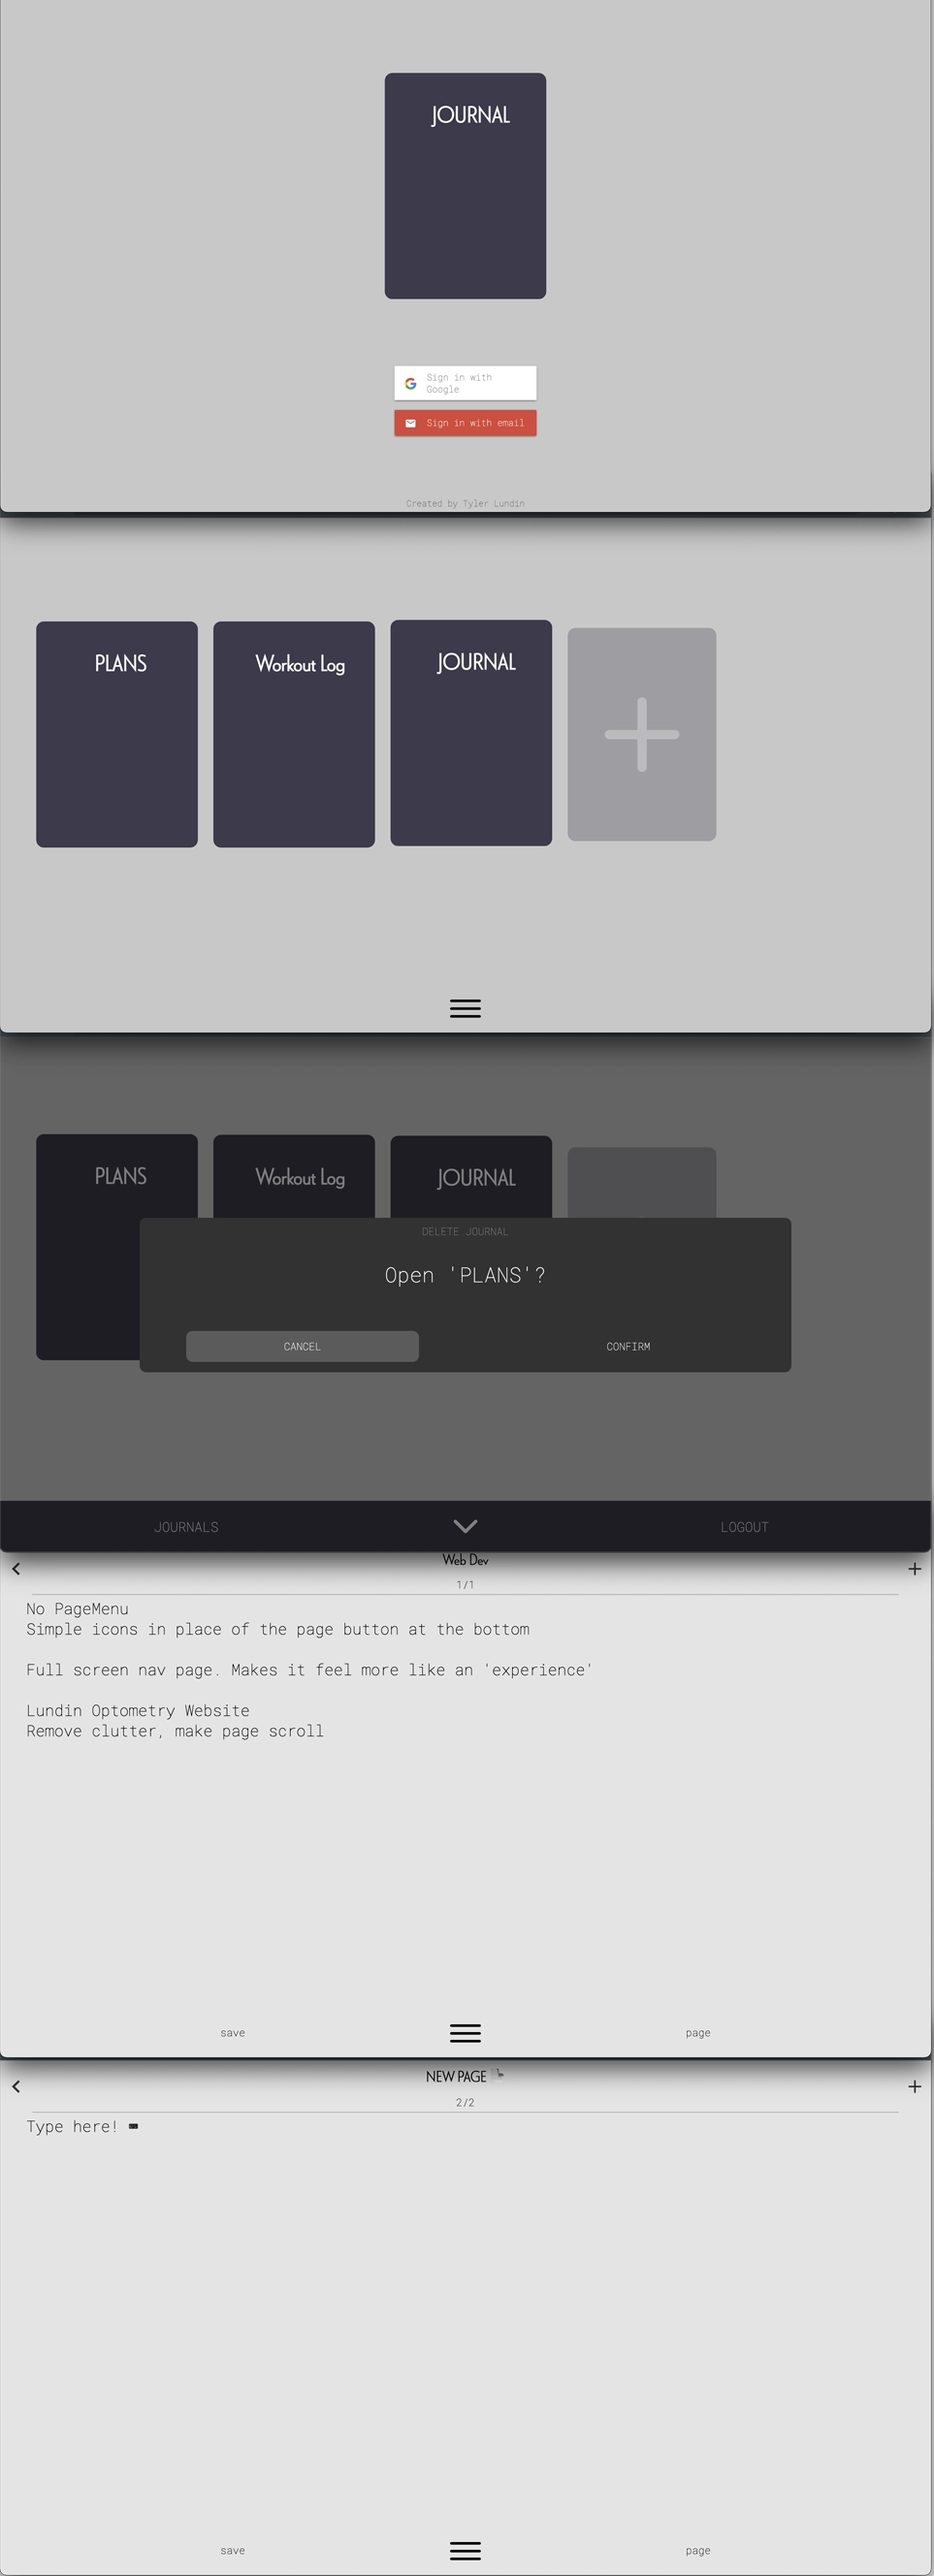 JOURNAL
Sign in with
Google
Sign in with email
Created by Tyler Lundin
PLANS
Workout Log
JOURNAL
PLANS
Workout Log
JOURNAL
DELETE JOURNAL
Open 'PLANS'?
CANCEL
CONFIRM
JOURNALS
LOGOUT
Web Dev
1/1
No PageMenu
Simple icons in place of the page button at the bottom
Full screen nav page. Makes it feel more like an 'experience'
Lundin Optometry Website
Remove clutter, make page scroll
save
page
NEW PAGE
2/2
Type here!
save
page